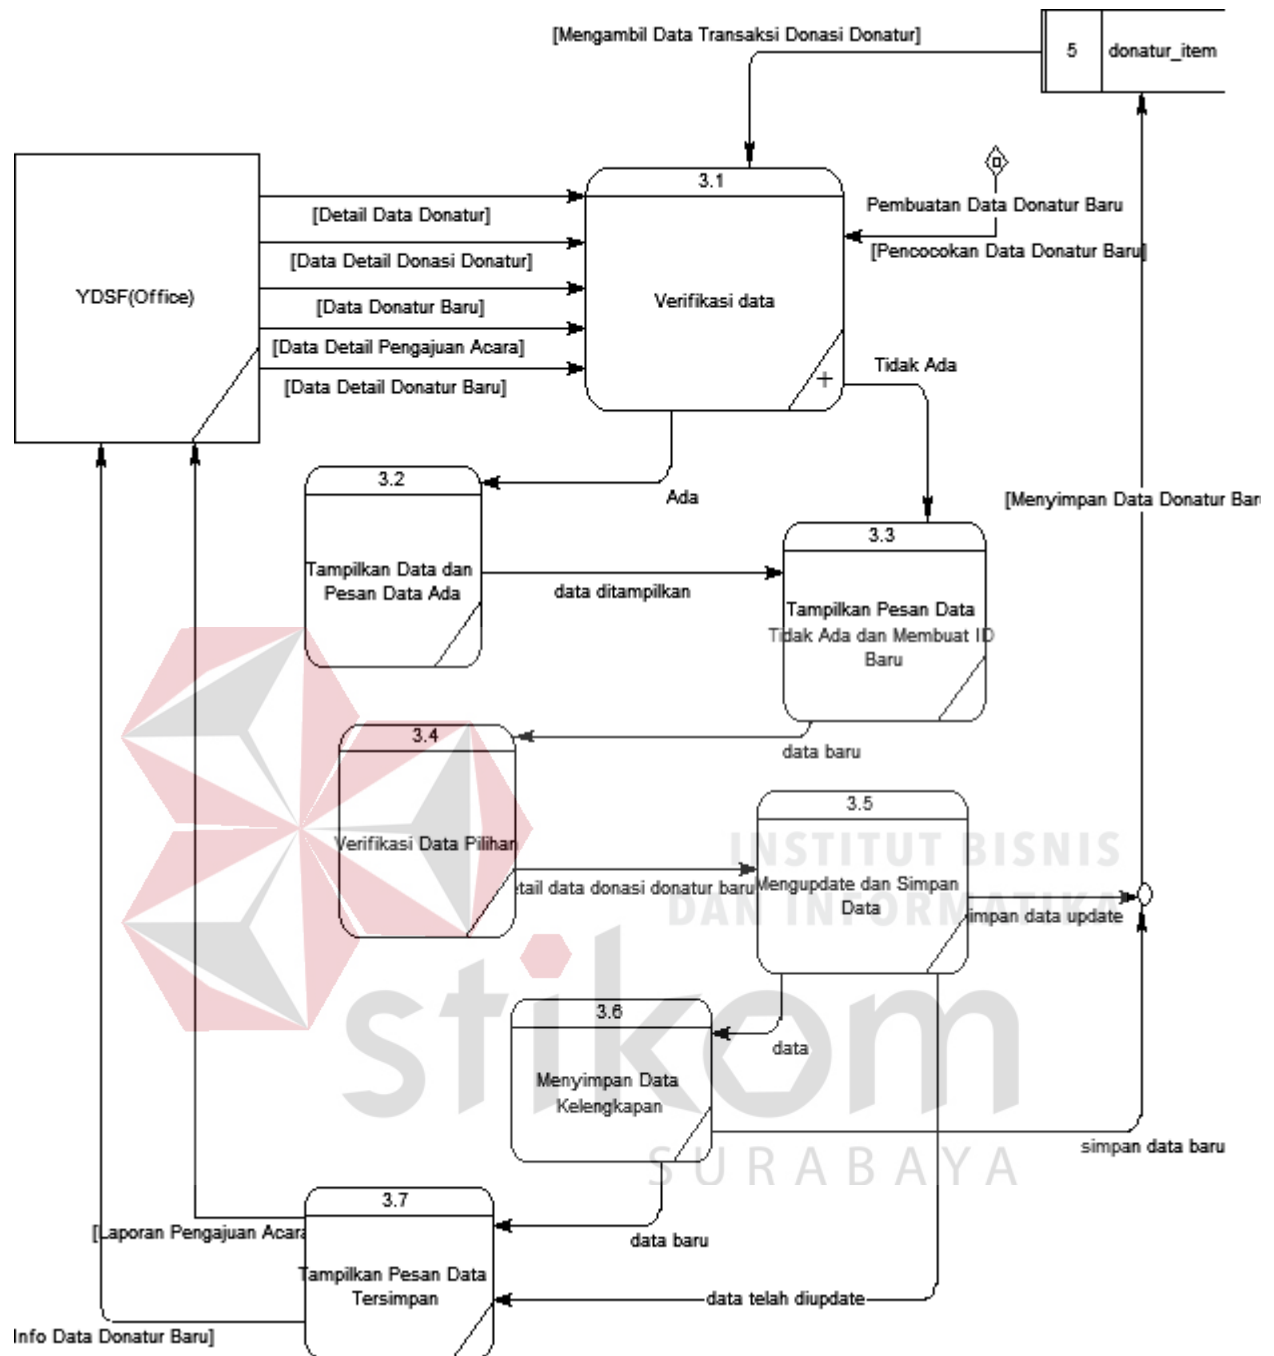 [Mengambil Data Transaksi Donasi Donatur]
5
donatur_item
3.1
Pembuatan Data Donatur Baru
[Detail Data Donatur]
[Pencocokan Data Donatur Baru]
[Data Detail Donasi Donatur]
YDSF(Office)
Verifikasi data
[Data Donatur Baru]
[Data Detail Pengajuan Acara]
Tidak Ada
+
[Data Detail Donatur Baru]
3.2
Ada
[Menyimpan Data Donatur Bar
3.3
Tampilkan Data dan
Pesan Data Ada
data ditampilkan
Tampilkan Pesan Data
Tidak Ada dan Membuat ID
Baru
3.4
data baru
3.5
Verifikasi Data Pilihan
INSTITUT BISNIS
DAN INFORMATIKA
etail data donasi donatur baru
Mengupdate dan Simpan
Data
impan data update
stikom
3.6
data
Menyimpan Data
Kelengkapan
simpan data baru
SURABAYA
3.7
[Laporan Pengajuan Acara
data baru
Tampilkan Pesan Data
Tersimpan
data telah diupdate
Info Data Donatur Baru]